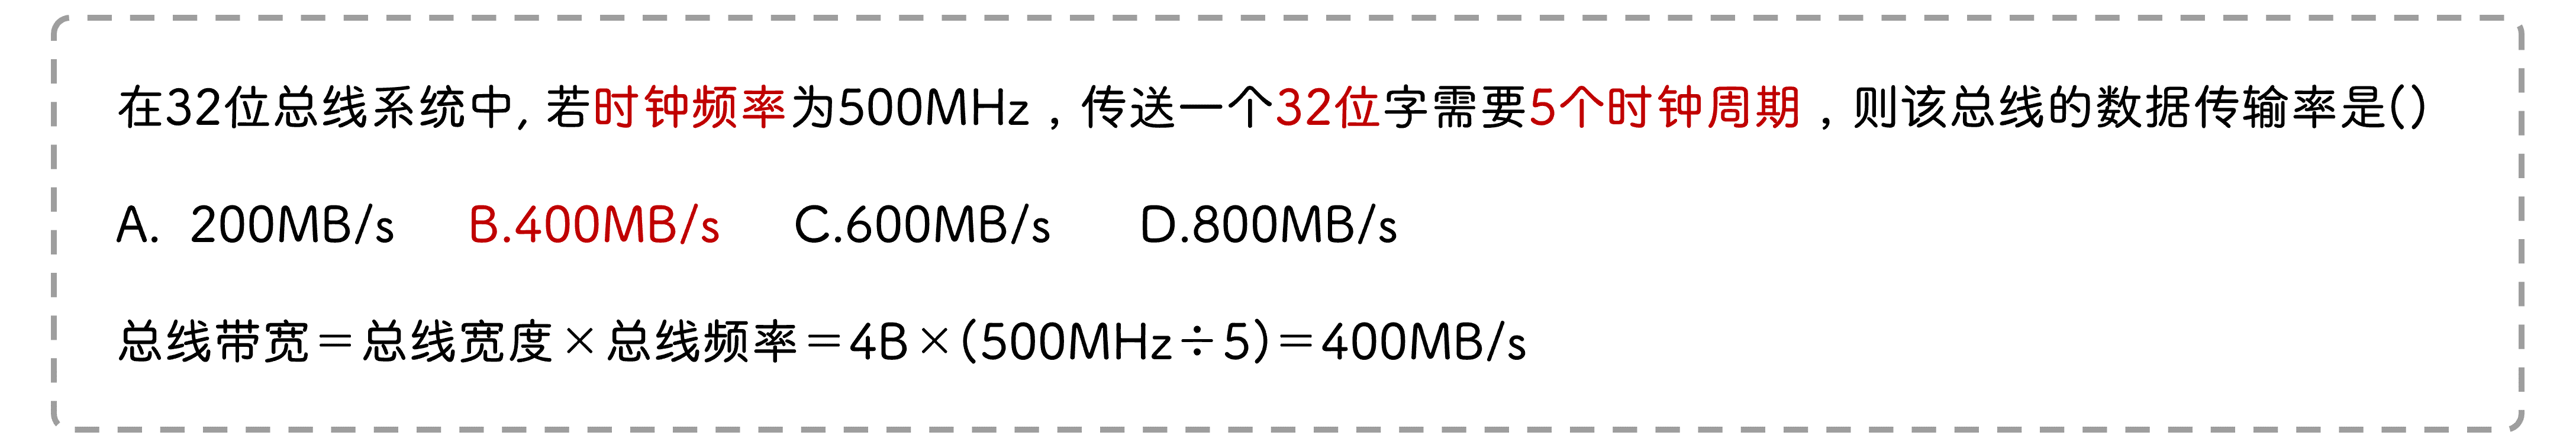 在32位总线系统中, 若时钟频率为500MHz，传送一个32位字需要5个时钟周期，则该总线的数据传输率是()
A. 200MB/s B.400MB/s C.600MB/s D.800MB/s
总线带宽＝总线宽度×总线频率＝4B×(500MHz÷5)＝400MB/s